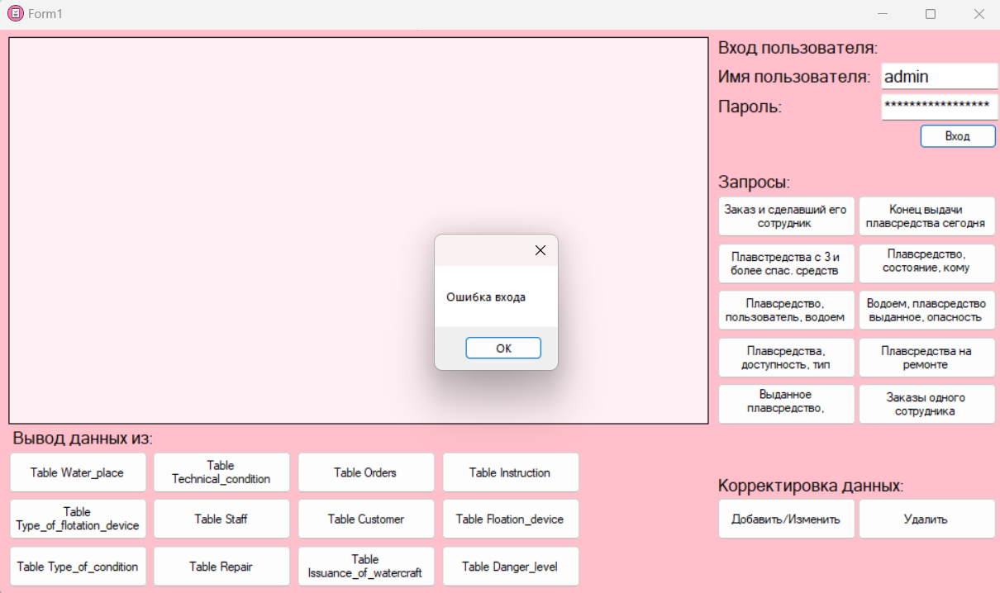 Form1
Вход пользователя:
Имя пользователя:
admin
Пароль:
*****************
Вход
Запросы:
Заказ и сделавший его
сотрудник
Конец выдачи
плавсредства сегодня
Плавстредства с 3 и
более спас. средств
Плавсредство,
состояние, кому
Плавсредство,
пользователь, водоем
Водоем, плавсредство
выданное, опасность
Плавсредства,
доступность, тип
Плавсредства на
ремонте
Выданное
плавсредство,
Заказы одного
сотрудника
Ошибка входа
OK
Вывод данных из:
Table Water_place
Table
Technical_condition
Table Orders
Table Instruction
Table
Type_of_flotation_device
Table Staff
Table Customer
Table Floation_device
Table Type_of_condition
Table Repair
Table
Issuance_of_watercraft
Table Danger_level
Корректировка данных:
Добавить/Изменить
Удалить